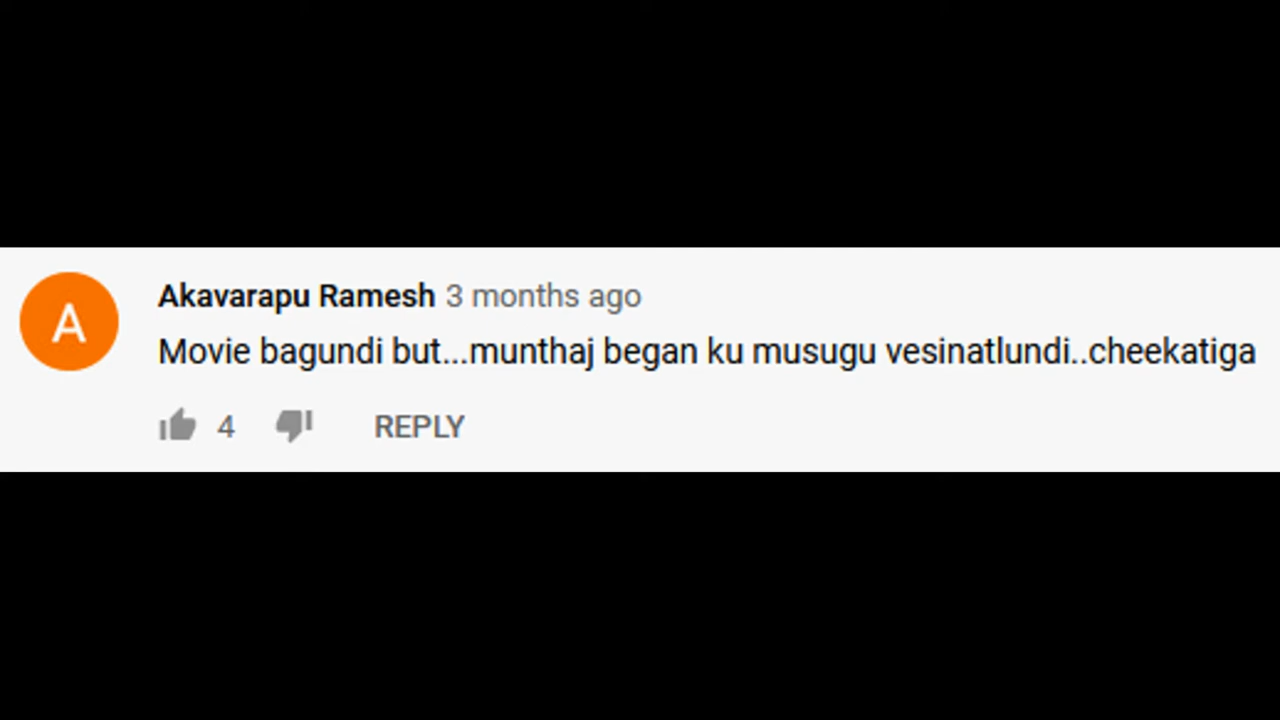 A
Akavarapu Ramesh 3 months ago
Movie bagundi but...munthaj began ku musugu vesinatlundi..cheekatiga
4 REPLY